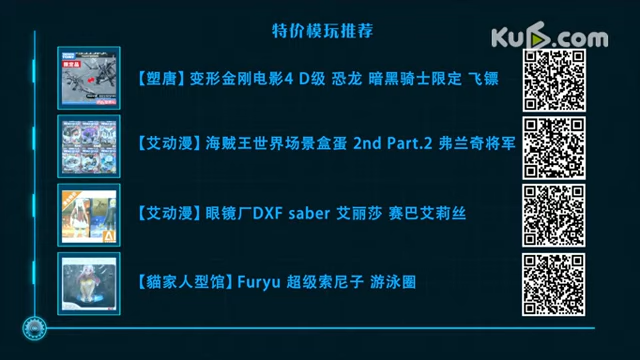 特价模玩推荐
Ku6.com
【塑唐】变形金刚电影4 D级 恐龙 暗黑骑士限定 飞镖
【艾动漫】海贼王世界场景盒蛋 2nd Part.2 弗兰奇将军
【艾动漫】眼镜厂DXF saber 艾丽莎 赛巴艾莉丝
【貓家人型馆】Furyu 超级索尼子 游泳圈